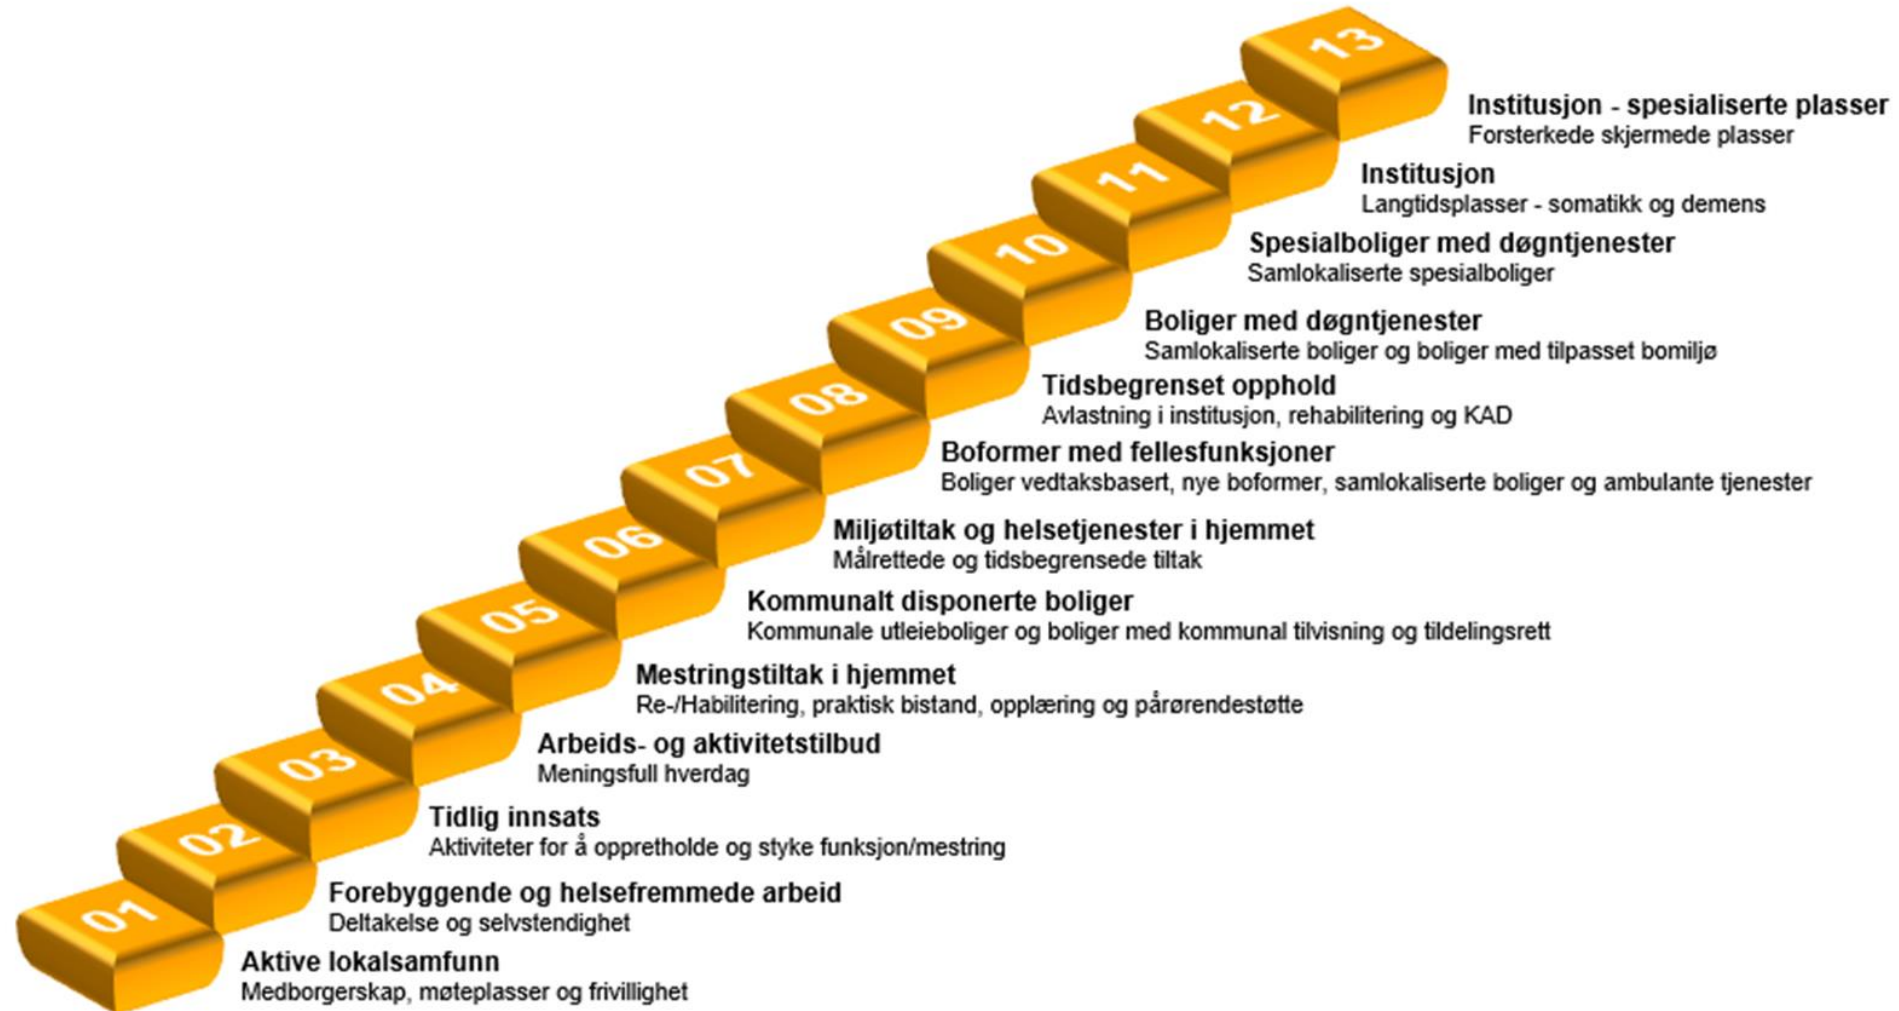 13
Institusjon - spesialiserte plasser
Forsterkede skjermede plasser
12
Institusjon
Langtidsplasser - somatikk og demens
11
Spesialboliger med døgntjenester
Samlokaliserte spesialboliger
10
Boliger med døgntjenester
Samlokaliserte boliger og boliger med tilpasset bomiljø
09
Tidsbegrenset opphold
Avlastning i institusjon, rehabilitering og KAD
08
Boformer med fellesfunksjoner
Boliger vedtaksbasert, nye boformer, samlokaliserte boliger og ambulante tjenester
07
Miljøtiltak og helsetjenester i hjemmet
Målrettede og tidsbegrensede tiltak
06
Kommunalt disponerte boliger
Kommunale utleieboliger og boliger med kommunal tilvisning og tildelingsrett
05
Mestringstiltak i hjemmet
Re-/Habilitering, praktisk bistand, opplæring og pårørendestøtte
04
Arbeids- og aktivitetstilbud
Meningsfull hverdag
03
Tidlig innsats
Aktiviteter for å oppretholde og styke funksjon/mestring
02
Forebyggende og helsefremmede arbeid
Deltakelse og selvstendighet
01
Aktive lokalsamfunn
Medborgerskap, møteplasser og frivillighet